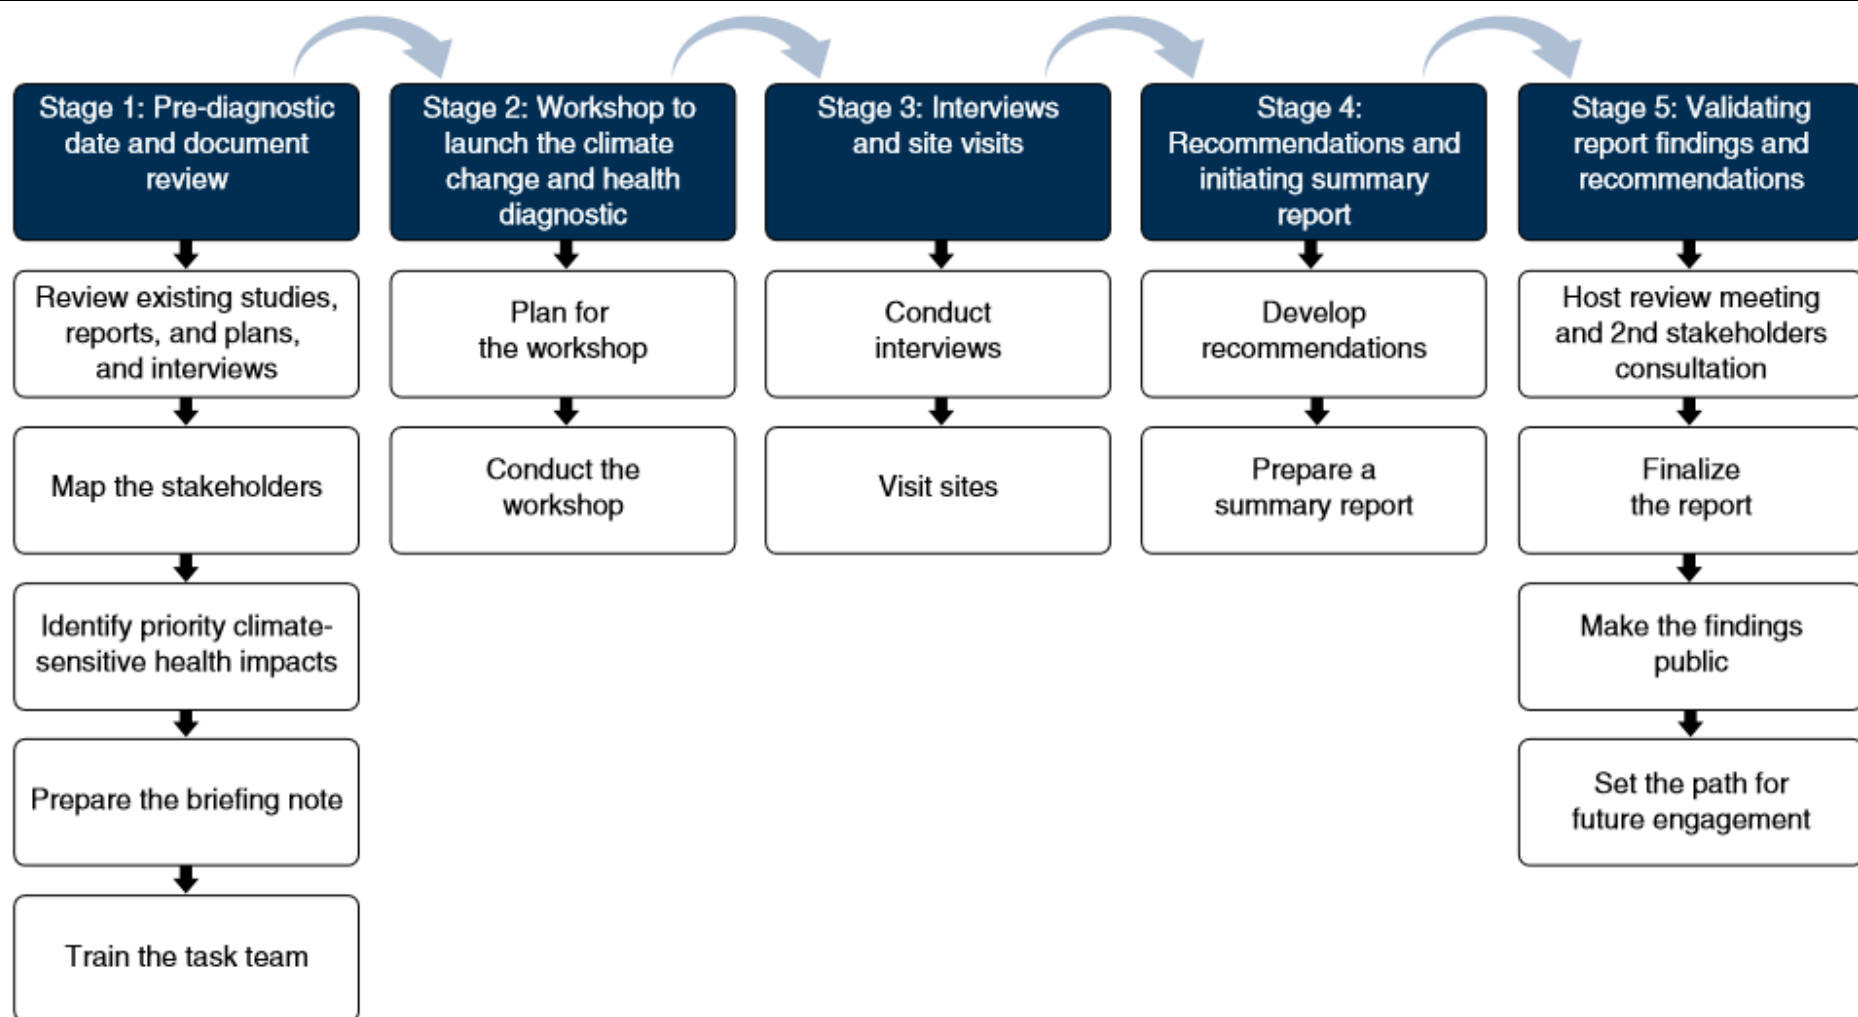 Stage 1: Pre-diagnostic
date and document
review
Review existing studies,
reports, and plans,
and interviews
Map the stakeholders
Identify priority climate-
sensitive health impacts
Prepare the briefing note
Train the task team
Stage 2: Workshop to
launch the climate
change and health
diagnostic
Plan for
the workshop
Conduct the
workshop
Stage 3: Interviews
and site visits
Conduct
interviews
Visit sites
Stage 4:
Recommendations and
initiating summary
report
Develop
recommendations
Prepare a
summary report
Stage 5: Validating
report findings and
recommendations
Host review meeting
and 2nd stakeholders
consultation
Finalize
the report
Make the findings
public
Set the path for
future engagement